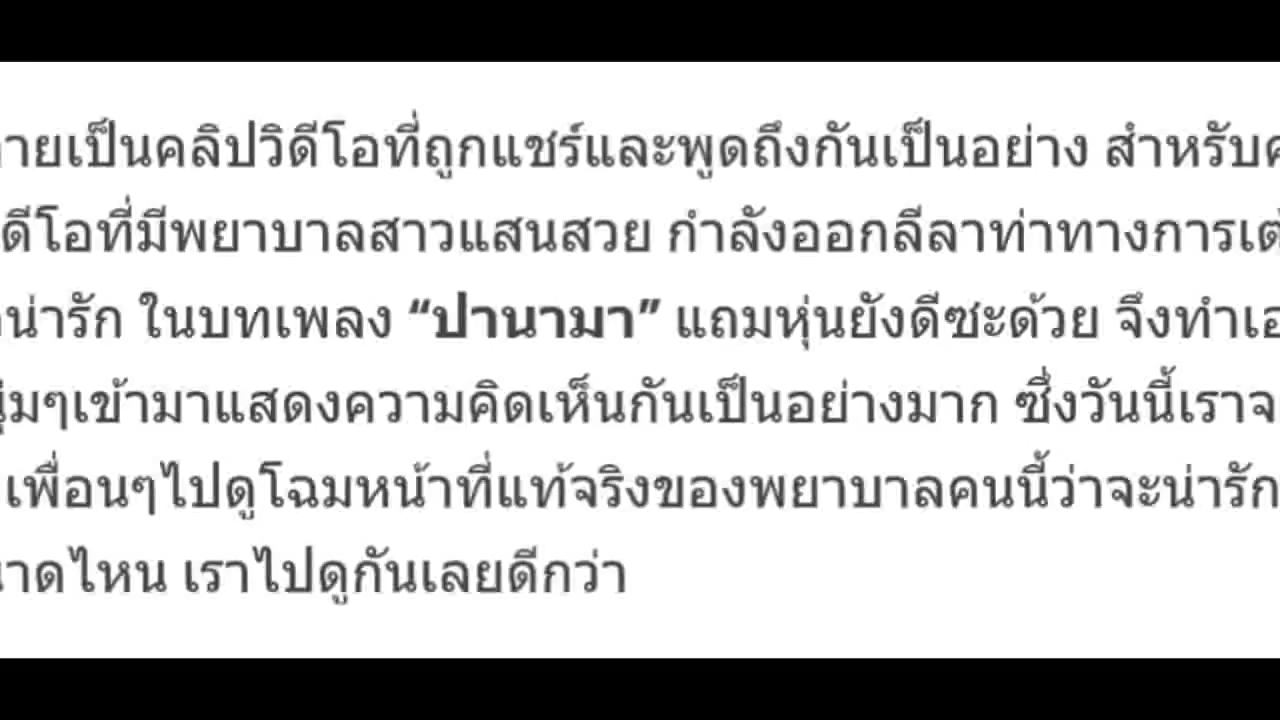 ายเป็นคลิปวิดีโอที่ถูกแชร์และพูดถึงกันเป็นอย่าง สำหรับ
ดีโอที่มีพยาบาลสาวแสนสวย กำลังออกลีลาท่าทางการเต้
น่ารัก ในบทเพลง “ปานามา” แถมหุ่นยังดีซะด้วย จึงทำเอ
ุ่มๆเข้ามาแสดงความคิดเห็นกันเป็นอย่างมาก ซึ่งวันนี้เราจ
เพื่อนๆไปดูโฉมหน้าที่แท้จริงของพยาบาลคนนี้ว่าจะน่ารัก
าดไหน เราไปดูกันเลยดีกว่า